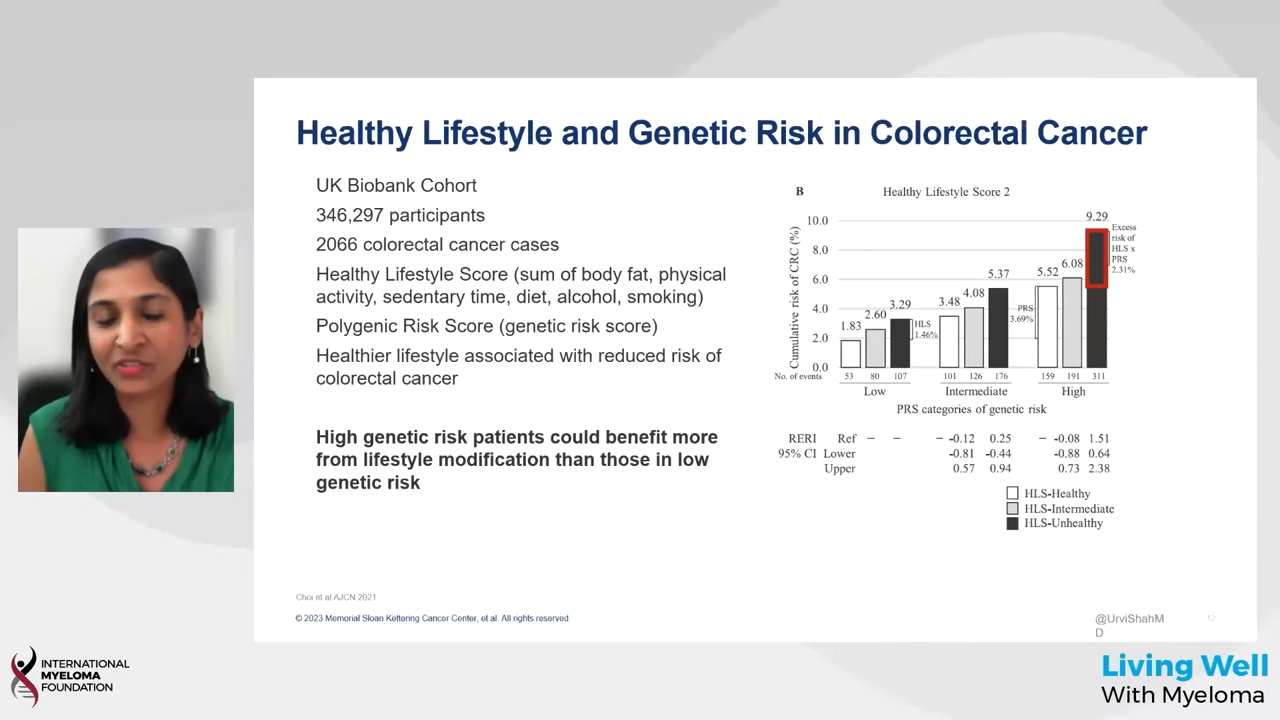 Healthy Lifestyle and Genetic Risk in Colorectal Cancer
UK Biobank Cohort
346,297 participants
2066 colorectal cancer cases
Healthy Lifestyle Score (sum of body fat, physical
activity, sedentary time, diet, alcohol, smoking)
Polygenic Risk Score (genetic risk score)
Healthier lifestyle associated with reduced risk of
colorectal cancer
High genetic risk patients could benefit more
from lifestyle modification than those in low
genetic risk
B Healthy Lifestyle Score 2
Cumulative risk of CRC (%)
10.0
8.0
6.0
4.0
2.0
0.0
1.83 2.60 3.29
HLS
1.46%
3.48 4.08 5.37
PRS
3.69%
5.52 6.08 9.29
Excess
risk of
HLS x
PRS
2.31%
No. of events 53 80 107 101 126 176 159 191 311
Low Intermediate High
PRS categories of genetic risk
RERI Ref – – – -0.12 0.25 – -0.08 1.51
95% CI Lower -0.81 -0.44 -0.88 0.64
Upper 0.57 0.94 0.73 2.38
HLS-Healthy
HLS-Intermediate
HLS-Unhealthy
Choi et al AJCN 2021
© 2023 Memorial Sloan Kettering Cancer Center, et al. All rights reserved.
@UrviShahM
D
12
INTERNATIONAL
MYELOMA
FOUNDATION
Living Well
With Myeloma